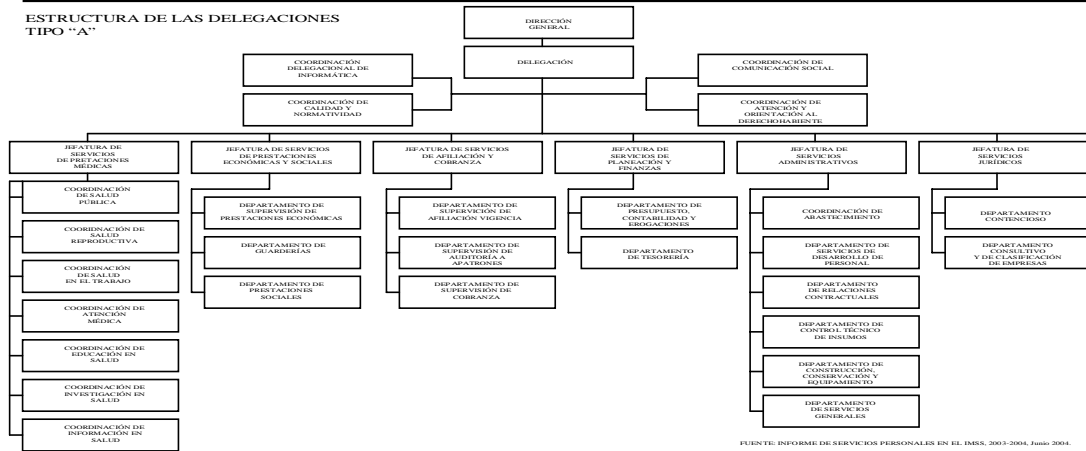 ESTRUCTURA DE LAS DELEGACIONES
TIPO “A”
DIRECCIÓN
GENERAL
DELEGACIÓN
COORDINACIÓN
DELEGACIONAL DE
INFORMÁTICA
COORDINACIÓN DE
COMUNICACIÓN SOCIAL
COORDINACIÓN DE
CALIDAD Y
NORMATIVIDAD
COORDINACIÓN DE
ATENCIÓN Y
ORIENTACIÓN AL
DERECHOHABIENTE
JEFATURA DE
SERVICIOS
DE PRETACIONES
MÉDICAS
COORDINACIÓN
DE SALUD
PÚBLICA
COORDINACIÓN DE
SALUD
REPRODUCTIVA
COORDINACIÓN
DE SALUD
EN EL TRABAJO
COORDINACIÓN DE
ATENCIÓN
MÉDICA
COORDINACIÓN DE
EDUCACIÓN EN
SALUD
COORDINACIÓN DE
INVESTIGACIÓN EN
SALUD
COORDINACIÓN DE
INFORMACIÓN EN
SALUD
JEFATURA DE SERVICIOS
DE PRESTACIONES
ECONÓMICAS Y SOCIALES
DEPARTAMENTO DE
SUPERVISIÓN DE
PRESTACIONES ECONÓMICAS
DEPARTAMENTO DE
GUARDERÍAS
DEPARTAMENTO DE
PRESTACIONES
SOCIALES
JEFATURA DE SERVICIOS
DE AFILIACIÓN Y
COBRANZA
DEPARTAMENTO DE
SUPERVICIÓN DE
AFILIACIÓN VIGENCIA
DEPARTAMENTO DE
SUPERVISIÓN DE
AUDITORÍA A
APATRONES
DEPARTAMENTO DE
SUPERVISIÓN DE
COBRANZA
JEFATURA DE
SERVICIOS DE
PLANEACIÓN Y
FINANZAS
DEPARTAMENTO DE
PRESUPUESTO,
CONTABILIDAD Y
EROGACIONES
DEPARTAMENTO
DE TESORERÍA
JEFATURA DE
SERVICIOS
ADMINISTRATIVOS
COORDINACIÓN DE
ABASTECIMIENTO
DEPARTAMENTO DE
SERVICIOS DE
DESARROLLO DE
PERSONAL
DEPARTAMENTO
DE RELACIONES
CONTRACTUALES
DEPARTAMENTO DE
CONTROL TÉCNICO
DE INSUMOS
DEPARTAMENTO DE
CONSTRUCCIÓN,
CONSERVACIÓN Y
EQUIPAMIENTO
DEPARTAMENTO
DE SERVICIOS
GENERALES
JEFATURA DE
SERVICIOS
JURÍDICOS
DEPARTAMENTO
CONTENCIOSO
DEPARTAMENTO
CONSULTIVO
Y DE CLASIFICACIÓN
DE EMPRESAS
FUENTE: INFORME DE SERVICIOS PERSONALES EN EL IMSS, 2003-2004, Junio 2004.